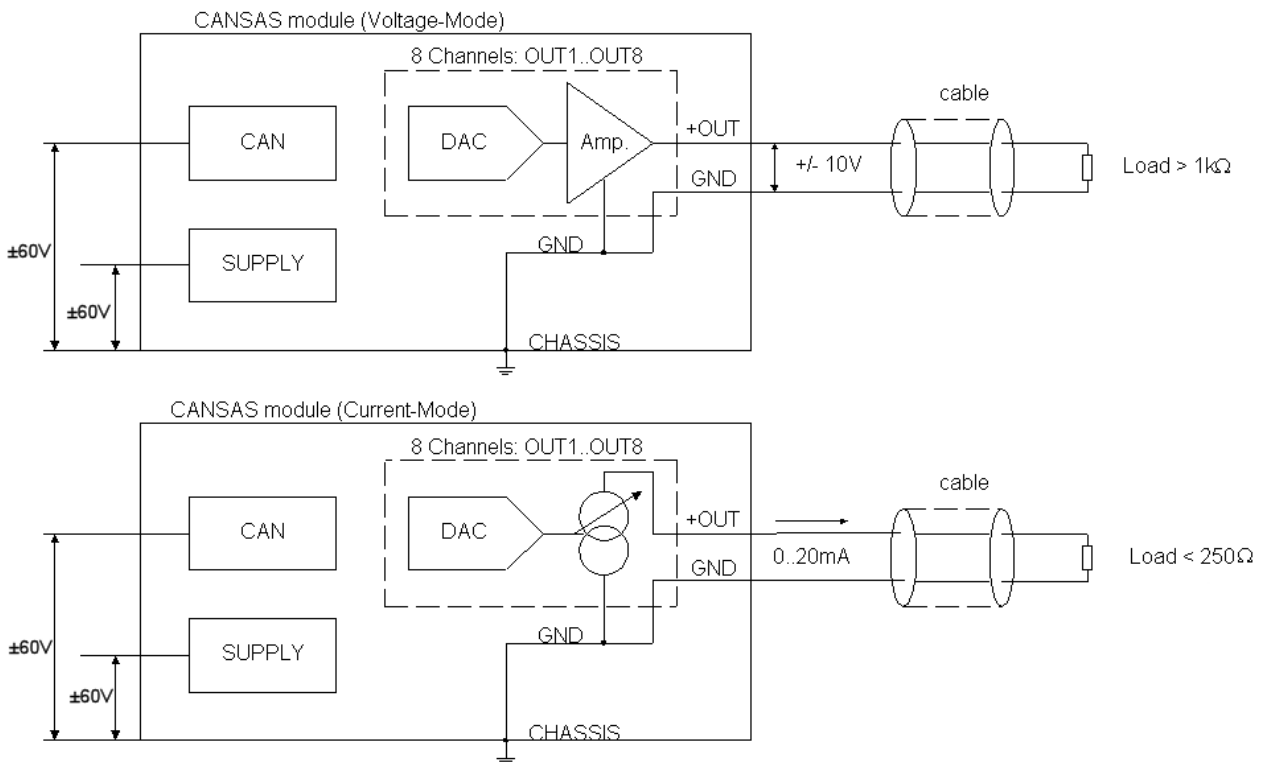 CANSAS module (Voltage-Mode)
8 Channels: OUT1..OUT8
cable
CAN
DAC
Amp.
+OUT
+/- 10V
Load > 1kΩ
GND
±60V
SUPPLY
GND
±60V
CHASSIS
CANSAS module (Current-Mode)
8 Channels: OUT1..OUT8
cable
CAN
DAC
+OUT
0..20mA
Load < 250Ω
GND
±60V
SUPPLY
GND
±60V
CHASSIS